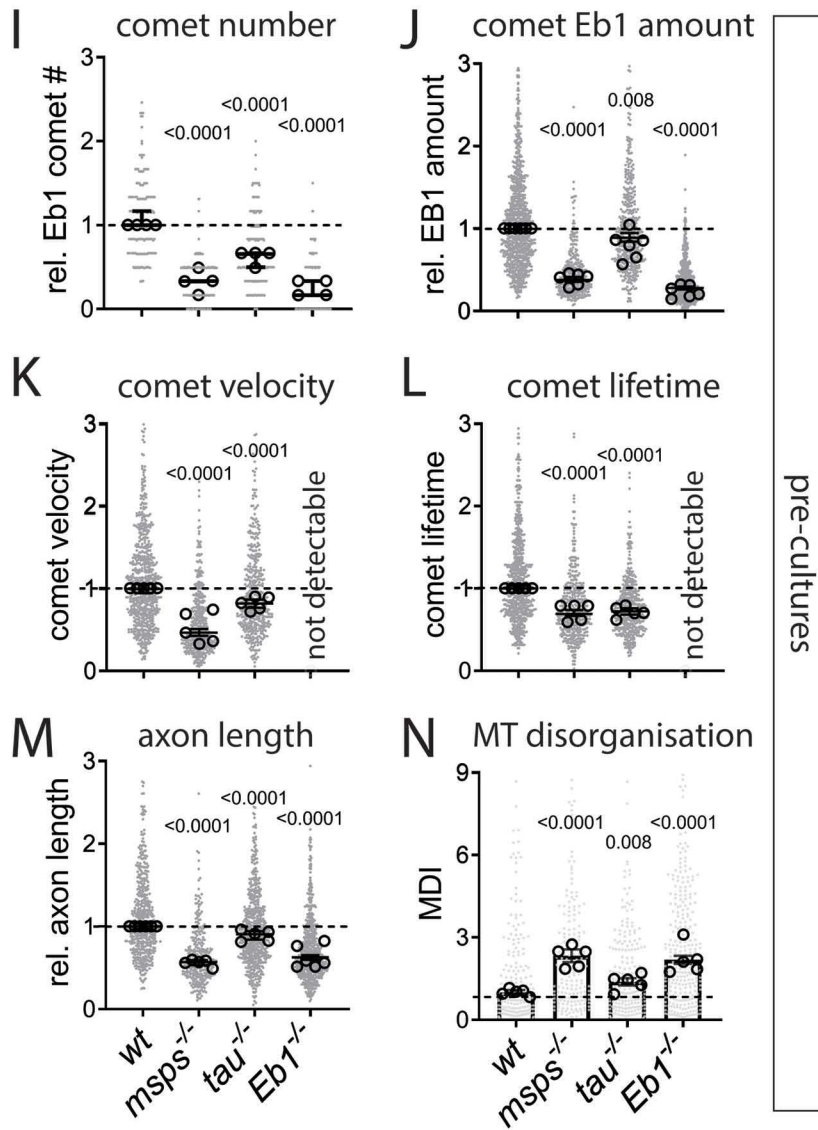 I comet number
rel. Eb1 comet #
3
2
1
0
<0.0001
<0.0001
<0.0001
J comet Eb1 amount
rel. EB1 amount
3
2
1
0
<0.0001
0.008
<0.0001
K comet velocity
comet velocity
3
2
1
0
<0.0001
<0.0001
not detectable
L comet lifetime
comet lifetime
3
2
1
0
<0.0001
<0.0001
not detectable
M axon length
rel. axon length
3
2
1
0
<0.0001
<0.0001
<0.0001
wt
msps -/-
tau -/-
Eb1 -/-
N MT disorganisation
MDI
9
6
3
0
<0.0001
0.008
<0.0001
wt
msps -/-
tau -/-
Eb1 -/-
pre-cultures